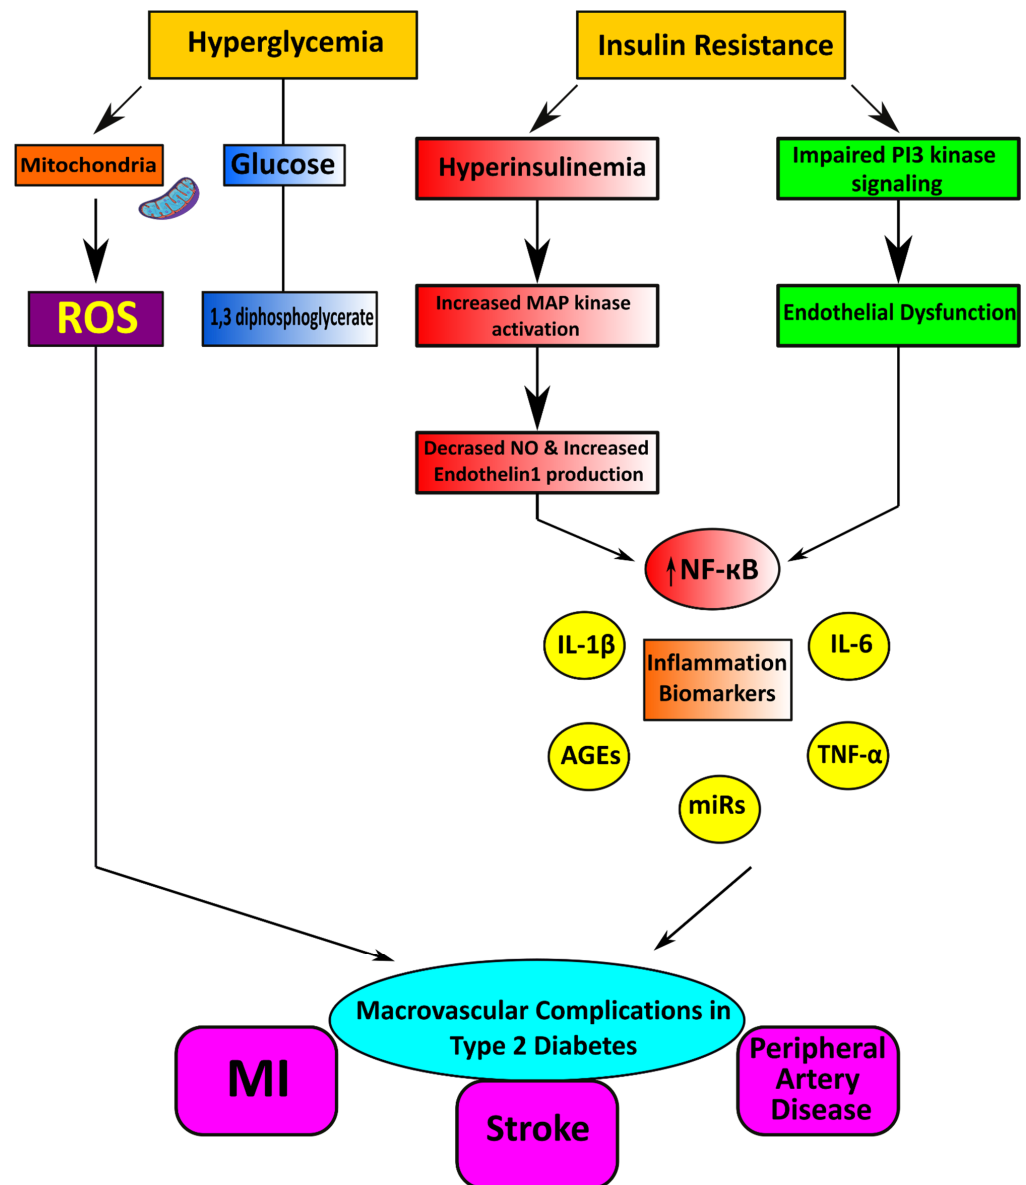 Hyperglycemia
Insulin Resistance
Mitochondria
Glucose
Hyperinsulinemia
Impaired PI3 kinase
signaling
ROS
1,3 diphosphoglycerate
Increased MAP kinase
activation
Endothelial Dysfunction
Decrased NO & Increased
Endothelin1 production
↑NF-κB
IL-1β
Inflammation
Biomarkers
IL-6
AGEs
TNF-α
miRs
Macrovascular Complications in
Type 2 Diabetes
MI
Stroke
Peripheral
Artery
Disease